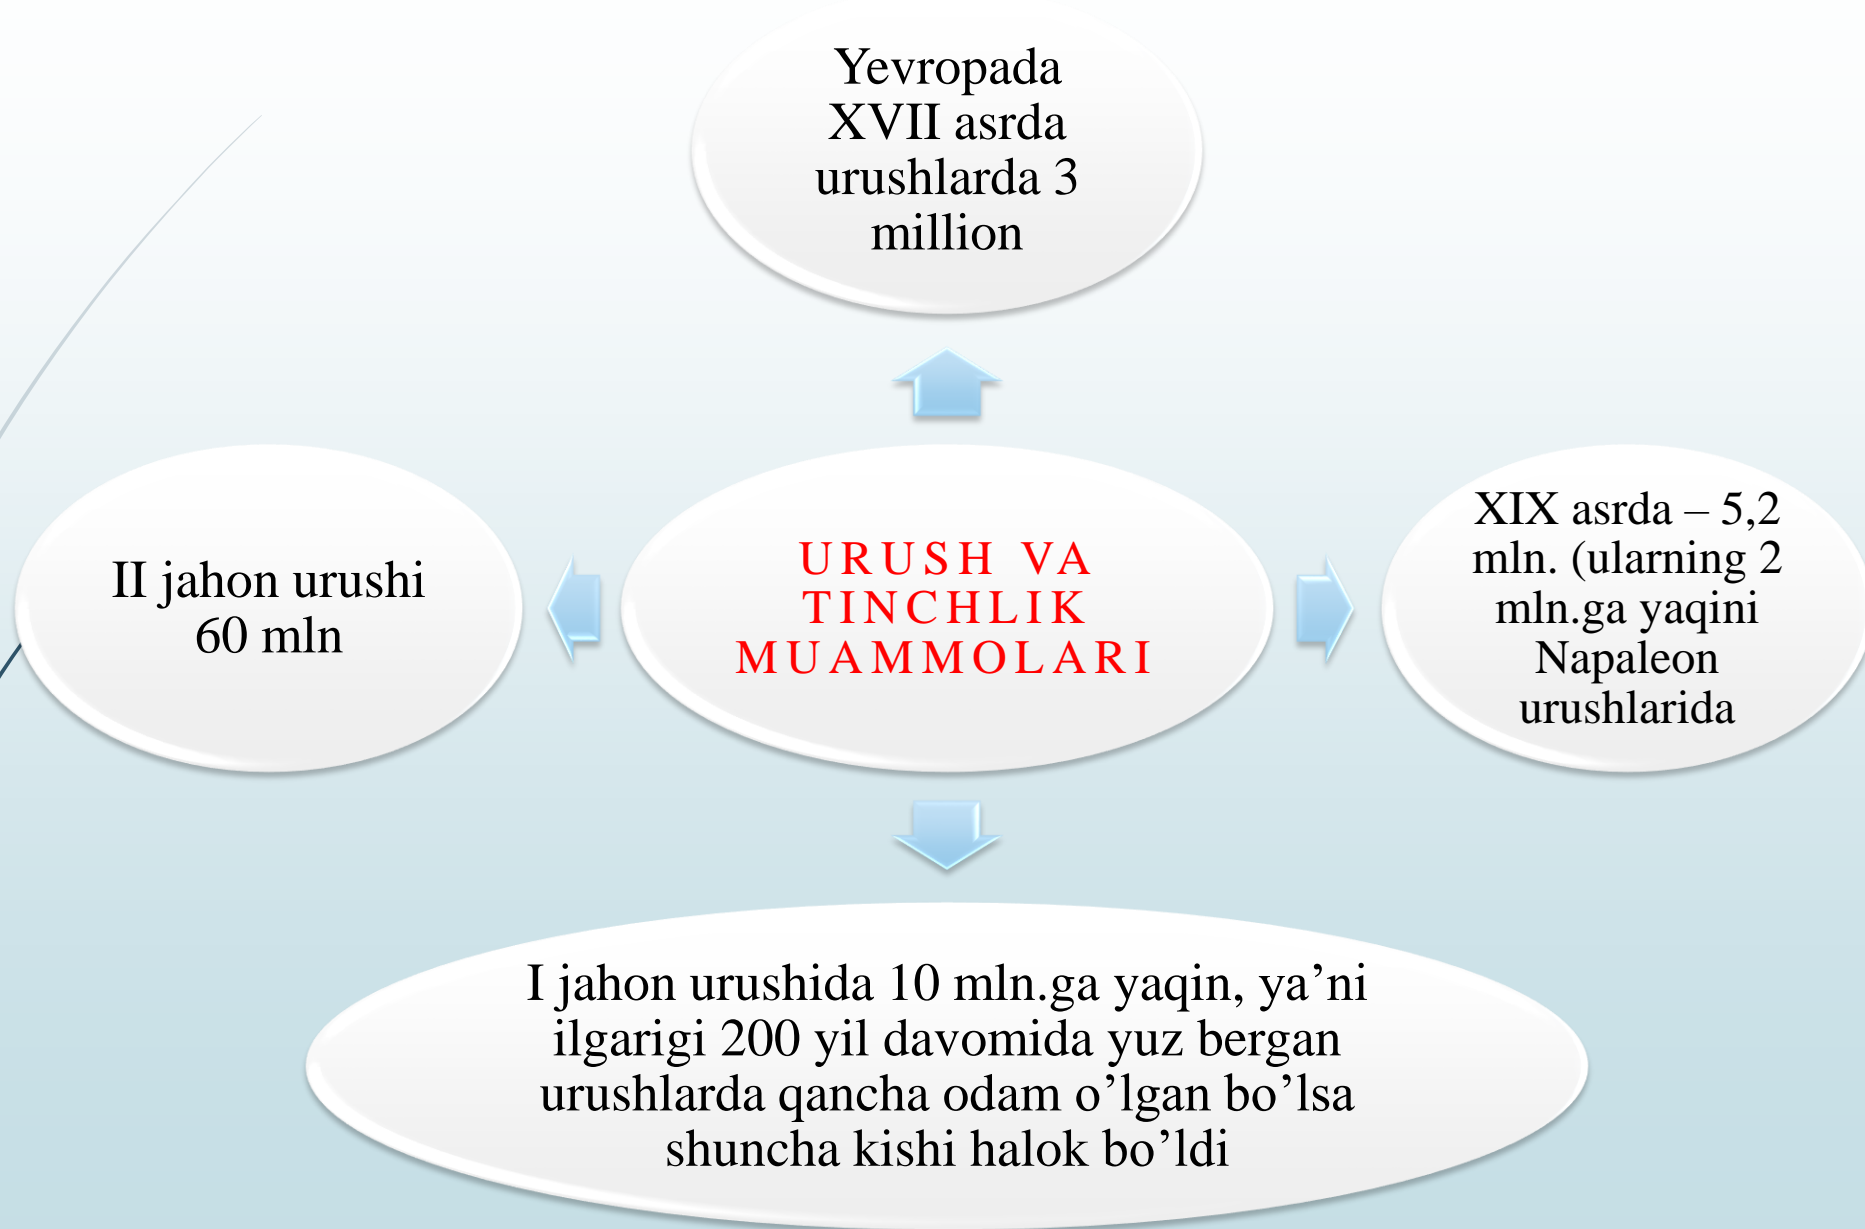 Yevropada
XVII asrda
urushlarda 3
million
II jahon urushi
60 mln
URUSH VA
TINCHLIK
MUAMMOLARI
XIX asrda – 5,2
mln. (ularning 2
mln.ga yaqini
Napaleon
urushlarida
I jahon urushida 10 mln.ga yaqin, ya’ni
ilgarigi 200 yil davomida yuz bergan
urushlarda qancha odam o’lgan bo’lsa
shuncha kishi halok bo’ldi